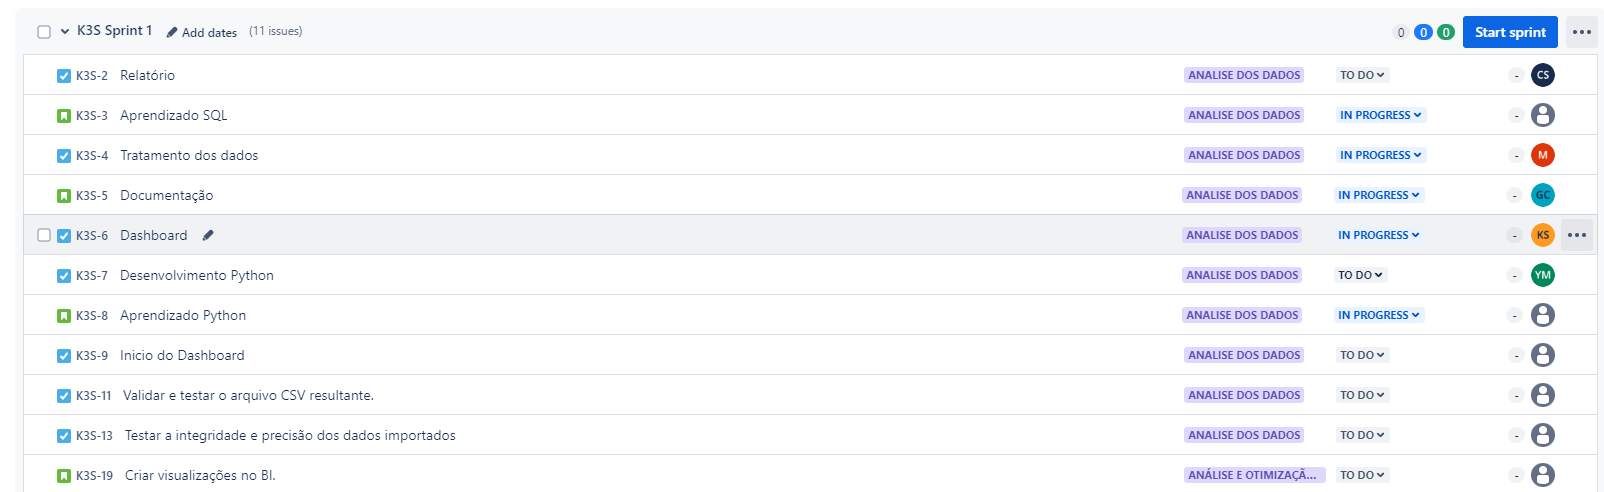 K3S Sprint 1 Add dates (11 issues) 0 0 0 Start sprint
K3S-2 Relatório ANALISE DOS DADOS TO DO - CS
K3S-3 Aprendizado SQL ANALISE DOS DADOS IN PROGRESS -
K3S-4 Tratamento dos dados ANALISE DOS DADOS IN PROGRESS - M
K3S-5 Documentação ANALISE DOS DADOS IN PROGRESS - GC
K3S-6 Dashboard ANALISE DOS DADOS IN PROGRESS - KS
K3S-7 Desenvolvimento Python ANALISE DOS DADOS TO DO - YM
K3S-8 Aprendizado Python ANALISE DOS DADOS IN PROGRESS -
K3S-9 Inicio do Dashboard ANALISE DOS DADOS TO DO -
K3S-11 Validar e testar o arquivo CSV resultante. ANALISE DOS DADOS TO DO -
K3S-13 Testar a integridade e precisão dos dados importados ANALISE DOS DADOS TO DO -
K3S-19 Criar visualizações no BI. ANÁLISE E OTIMIZAÇÃ... TO DO -